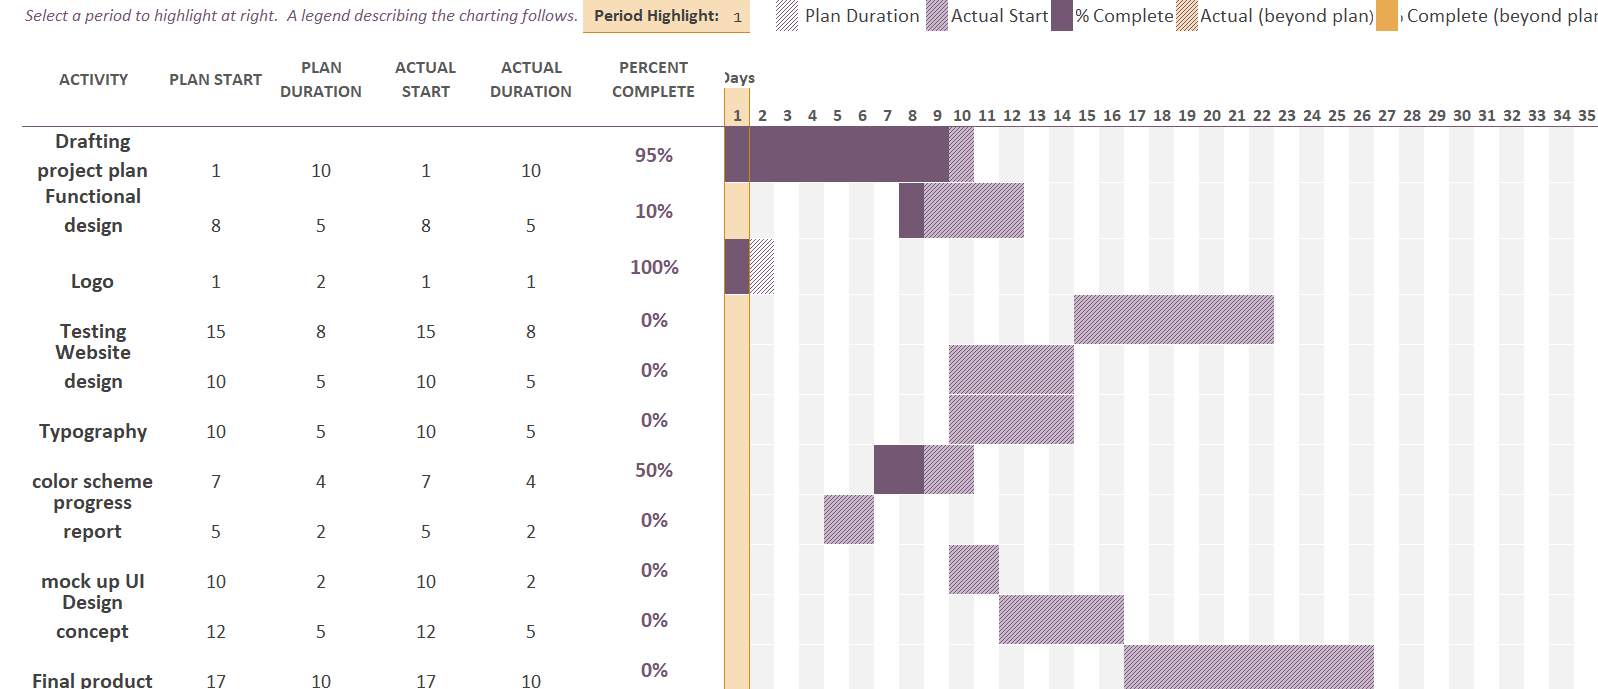 Select a period to highlight at right. A legend describing the charting follows. Period Highlight: 1 Plan Duration Actual Start % Complete Actual (beyond plan) Complete (beyond plan
Days
ACTIVITY PLAN START PLAN DURATION ACTUAL START ACTUAL DURATION PERCENT COMPLETE
1 2 3 4 5 6 7 8 9 10 11 12 13 14 15 16 17 18 19 20 21 22 23 24 25 26 27 28 29 30 31 32 33 34 35
Drafting
project plan 1 10 1 10 95%
Functional
design 8 5 8 5 10%
Logo 1 2 1 1 100%
Testing 15 8 15 8 0%
Website
design 10 5 10 5 0%
Typography 10 5 10 5 0%
color scheme 7 4 7 4 50%
progress
report 5 2 5 2 0%
mock up UI 10 2 10 2 0%
Design
concept 12 5 12 5 0%
Final product 17 10 17 10 0%